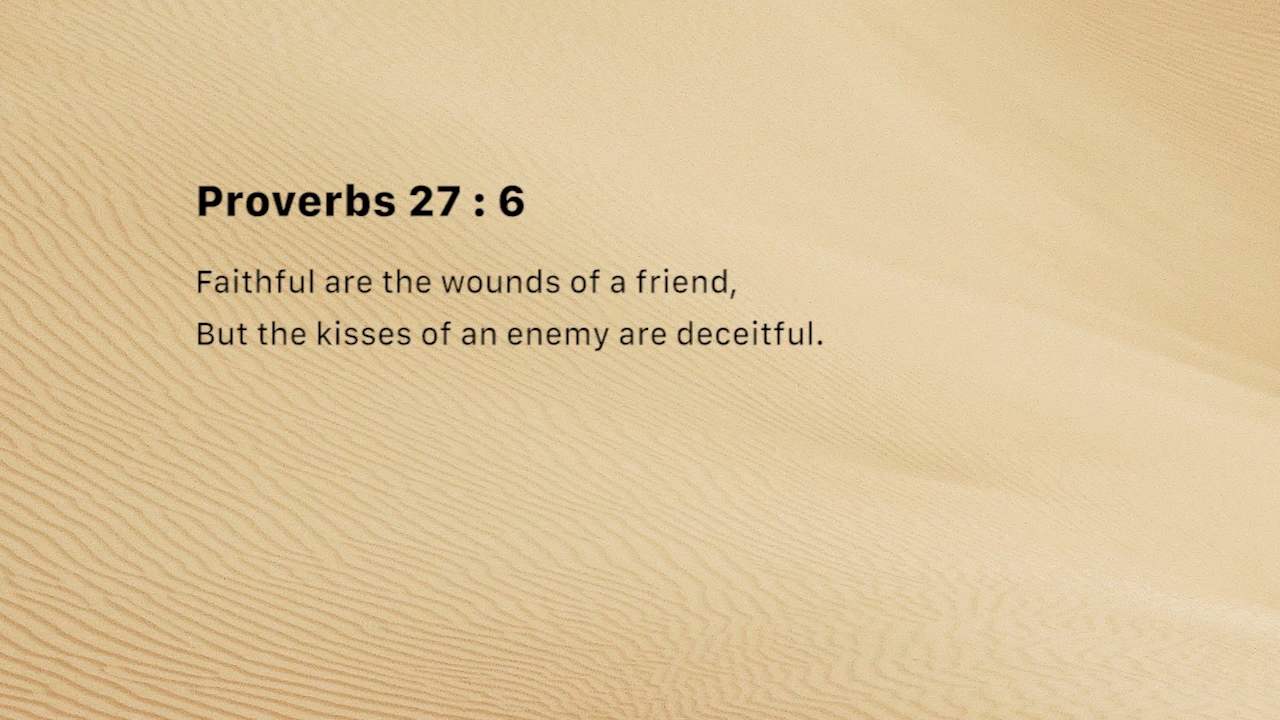 Proverbs 27 : 6
Faithful are the wounds of a friend,
But the kisses of an enemy are deceitful.